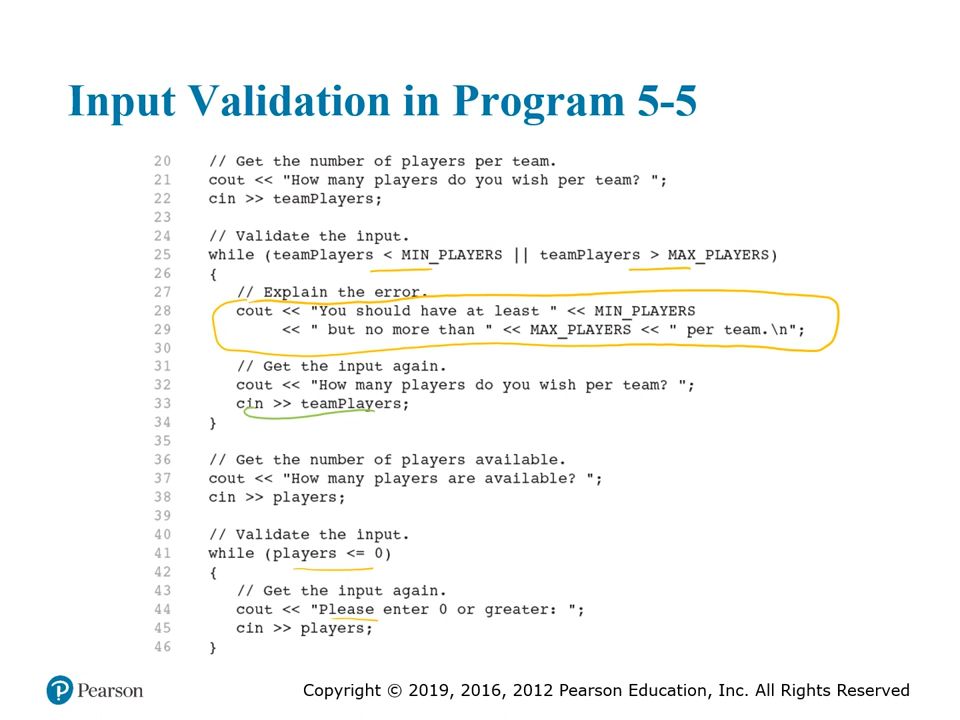 Input Validation in Program 5-5
20 // Get the number of players per team.
21 cout << "How many players do you wish per team? ";
22 cin >> teamPlayers;
23
24 // Validate the input.
25 while (teamPlayers < MIN_PLAYERS || teamPlayers > MAX_PLAYERS)
26 {
27 // Explain the error.
28 cout << "You should have at least " << MIN_PLAYERS
29 << " but no more than " << MAX_PLAYERS << " per team.\n";
30
31 // Get the input again.
32 cout << "How many players do you wish per team? ";
33 cin >> teamPlayers;
34 }
35
36 // Get the number of players available.
37 cout << "How many players are available? ";
38 cin >> players;
39
40 // Validate the input.
41 while (players <= 0)
42 {
43 // Get the input again.
44 cout << "Please enter 0 or greater: ";
45 cin >> players;
46 }
P Pearson
Copyright © 2019, 2016, 2012 Pearson Education, Inc. All Rights Reserved